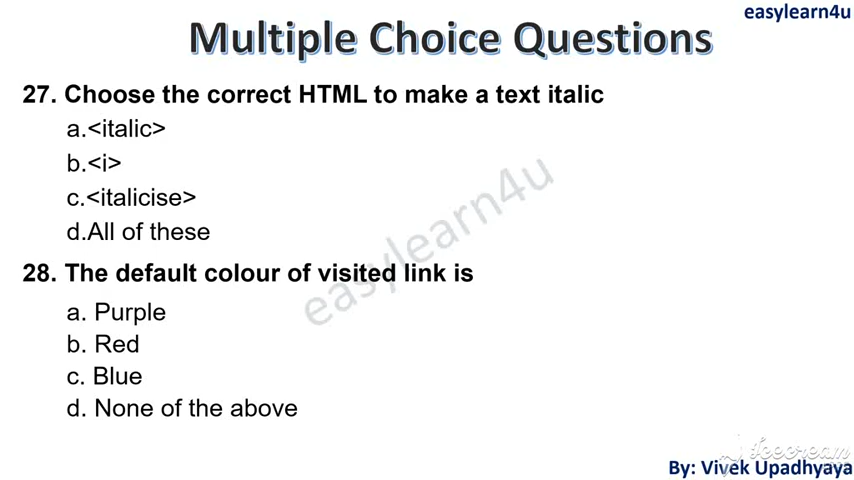 easylearn4u
Multiple Choice Questions
27. Choose the correct HTML to make a text italic
a.<italic>
b.<i>
c.<italicise>
d.All of these
easylearn4u
28. The default colour of visited link is
a. Purple
b. Red
c. Blue
d. None of the above
Icecream
By: Vivek Upadhyaya